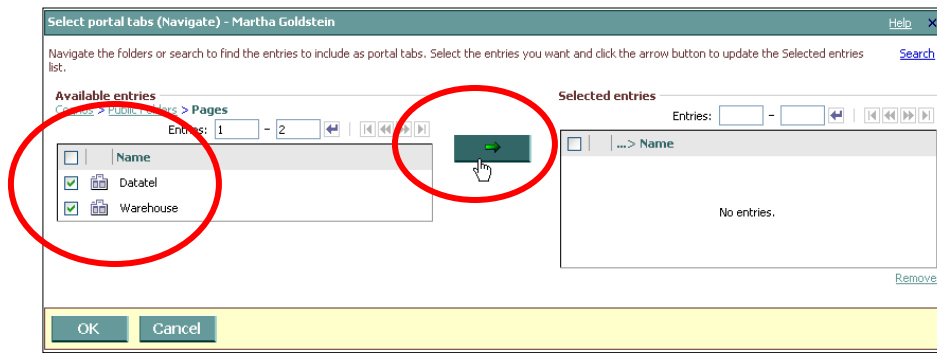 Select portal tabs (Navigate) - Martha Goldstein Help X
Navigate the folders or search to find the entries to include as portal tabs. Select the entries you want and click the arrow button to update the Selected entries Search
list.
Available entries Selected entries
Cognos > Public Folders > Pages
Entries: 1 - 2 Entries: -
Name ...> Name
Datatel
Warehouse
No entries.
Remove
OK Cancel